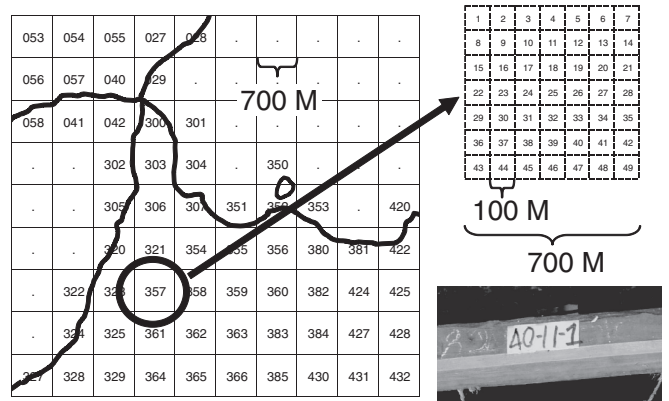 053 054 055 027 028 . . . . .
056 057 040 029 . . . . . .
700 M
058 041 042 300 301 . . . . .
. . 302 303 304 . 350 . . .
. . 305 306 307 351 352 353 . 420
. . 320 321 354 355 356 380 381 422
. 322 323 357 358 359 360 382 424 425
. 324 325 361 362 363 383 384 427 428
327 328 329 364 365 366 385 430 431 432
1 2 3 4 5 6 7
8 9 10 11 12 13 14
15 16 17 18 19 20 21
22 23 24 25 26 27 28
29 30 31 32 33 34 35
36 37 38 39 40 41 42
43 44 45 46 47 48 49
100 M
700 M
A0-11-1